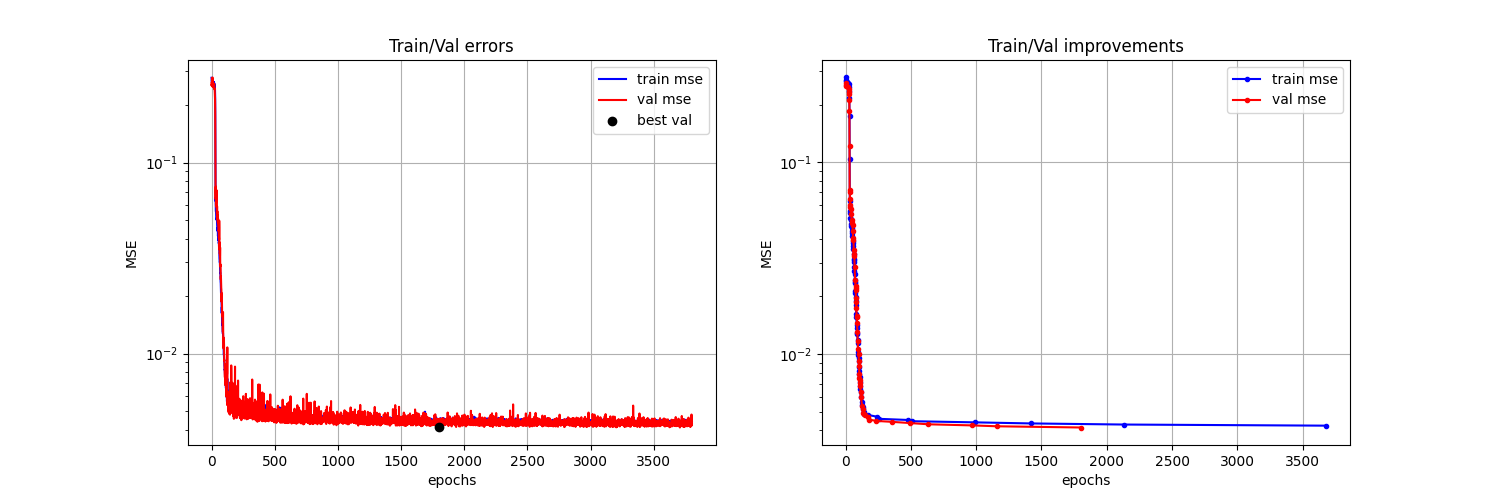 Train/Val errors
train mse
val mse
best val
10⁻¹
10⁻²
MSE
0 500 1000 1500 2000 2500 3000 3500
epochs
Train/Val improvements
train mse
val mse
10⁻¹
10⁻²
MSE
0 500 1000 1500 2000 2500 3000 3500
epochs